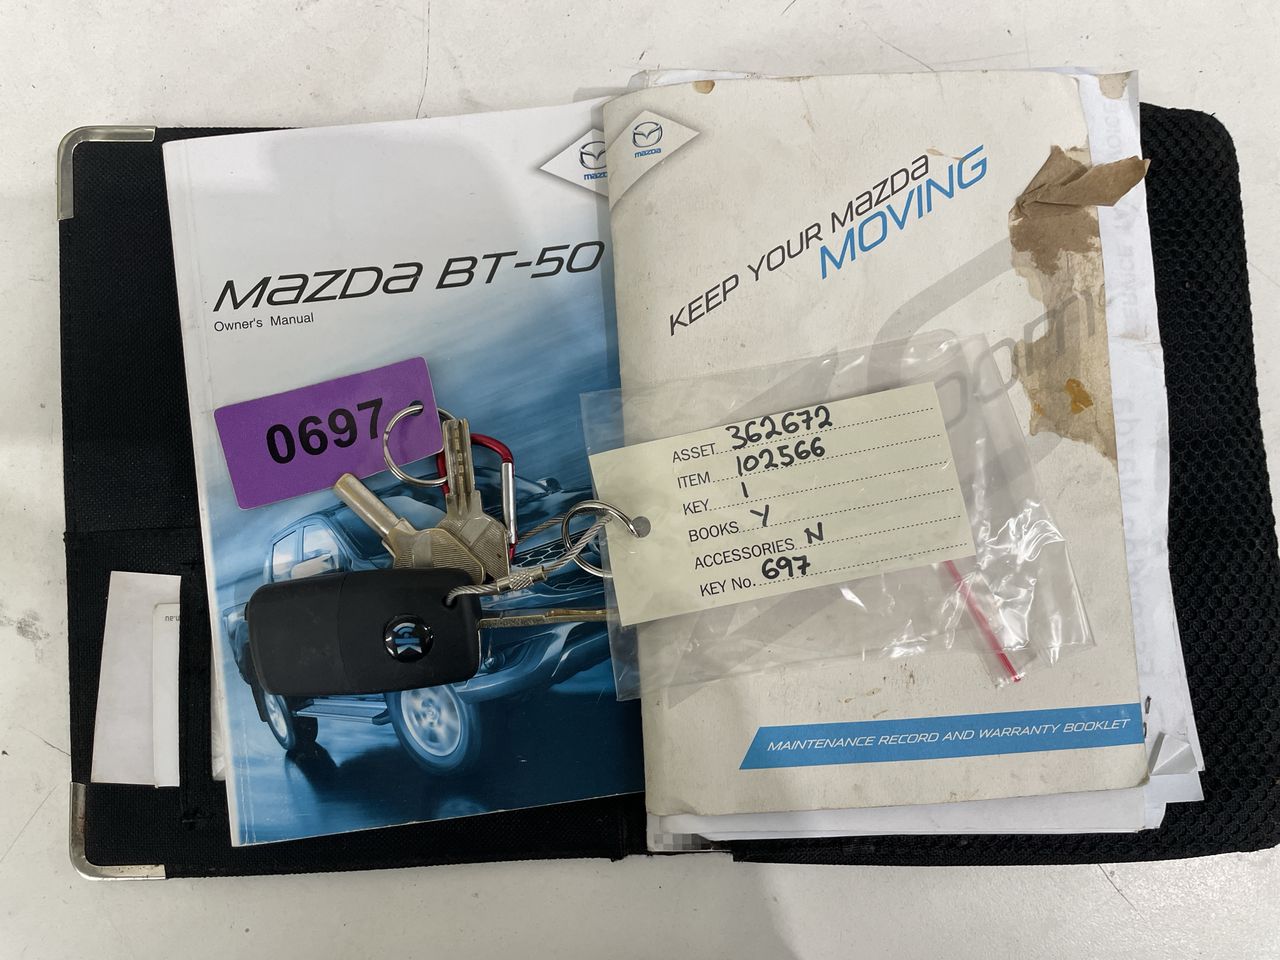 mazda
mazda
Mazda BT-50
Owner's Manual
KEEP YOUR Mazda
MOVING
zoom
0697
ASSET 362672
ITEM 102566
KEY 1
BOOKS Y
ACCESSORIES N
KEY No. 697
MAINTENANCE RECORD AND WARRANTY BOOKLET